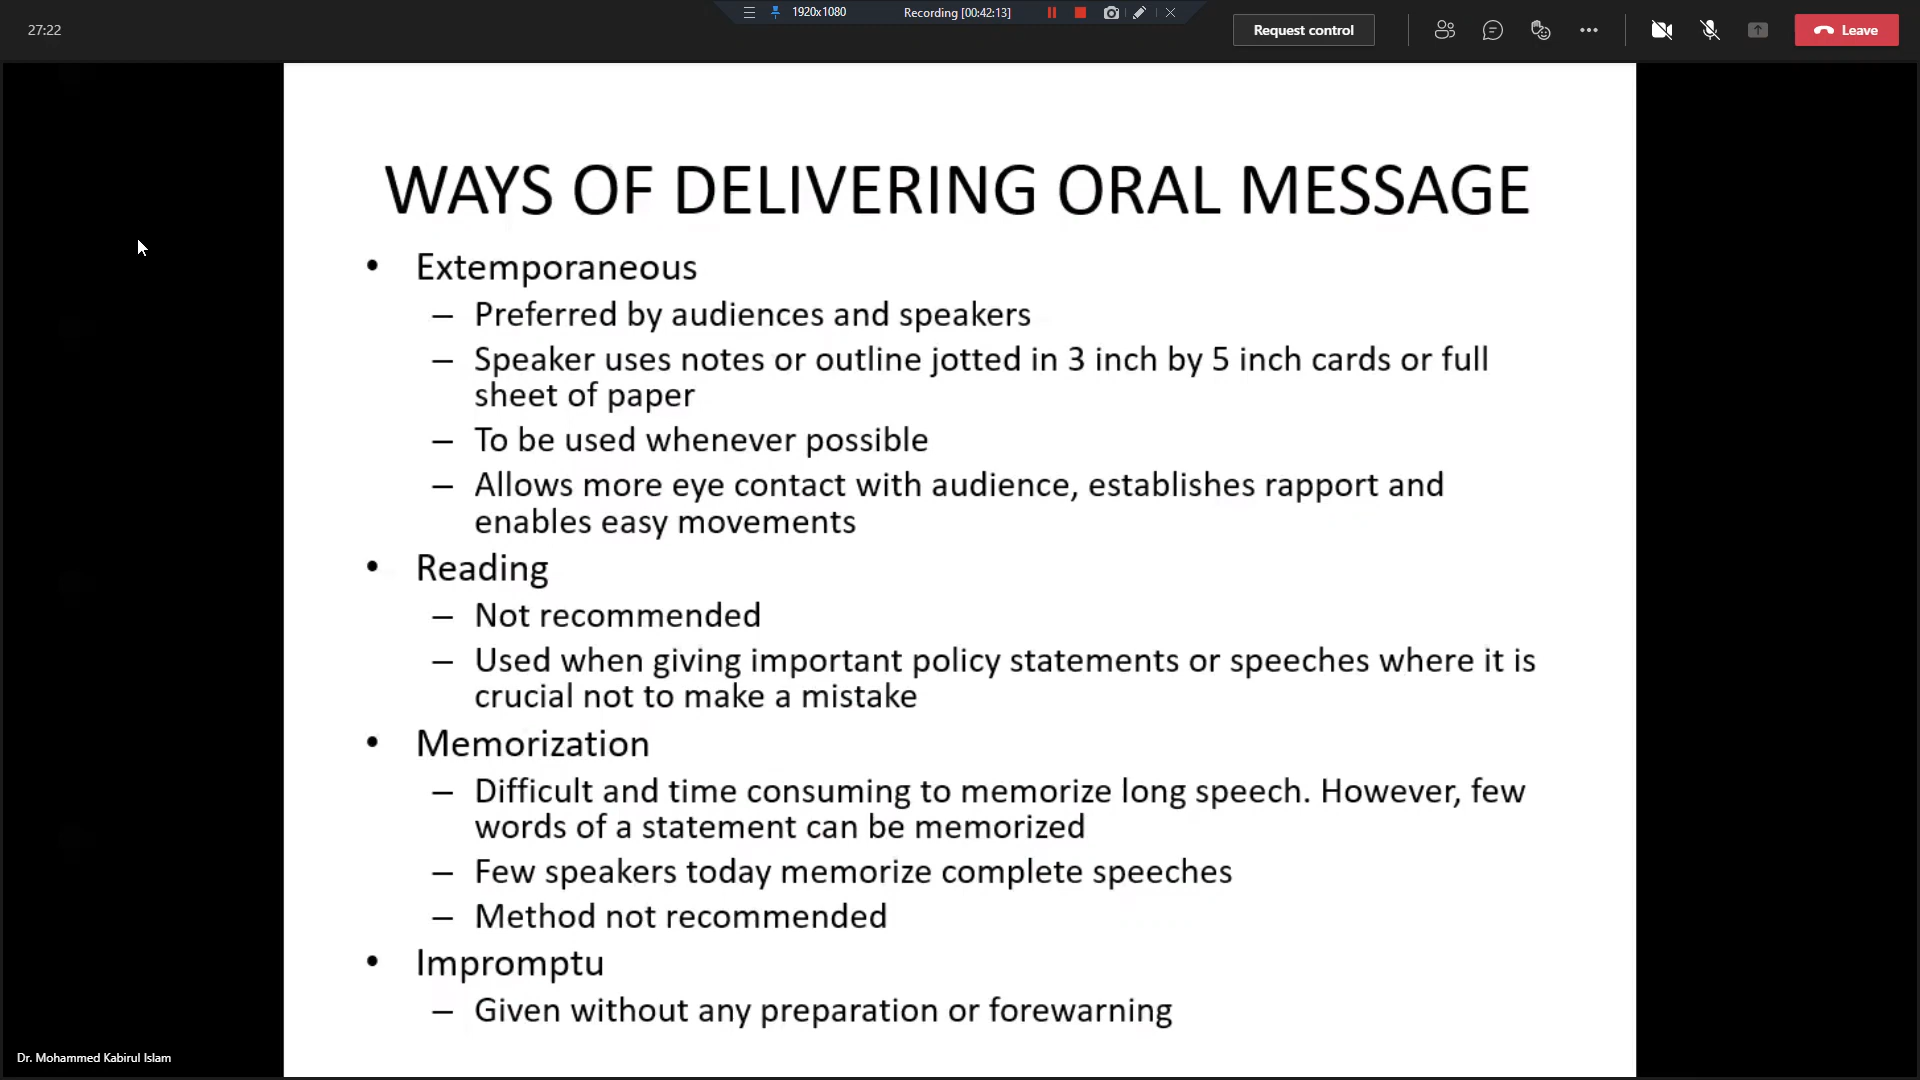 1920x1080
Recording [00:42:13]
27:22
Request control
Leave
WAYS OF DELIVERING ORAL MESSAGE
• Extemporaneous
– Preferred by audiences and speakers
– Speaker uses notes or outline jotted in 3 inch by 5 inch cards or full
sheet of paper
– To be used whenever possible
– Allows more eye contact with audience, establishes rapport and
enables easy movements
• Reading
– Not recommended
– Used when giving important policy statements or speeches where it is
crucial not to make a mistake
• Memorization
– Difficult and time consuming to memorize long speech. However, few
words of a statement can be memorized
– Few speakers today memorize complete speeches
– Method not recommended
• Impromptu
– Given without any preparation or forewarning
Dr. Mohammed Kabirul Islam